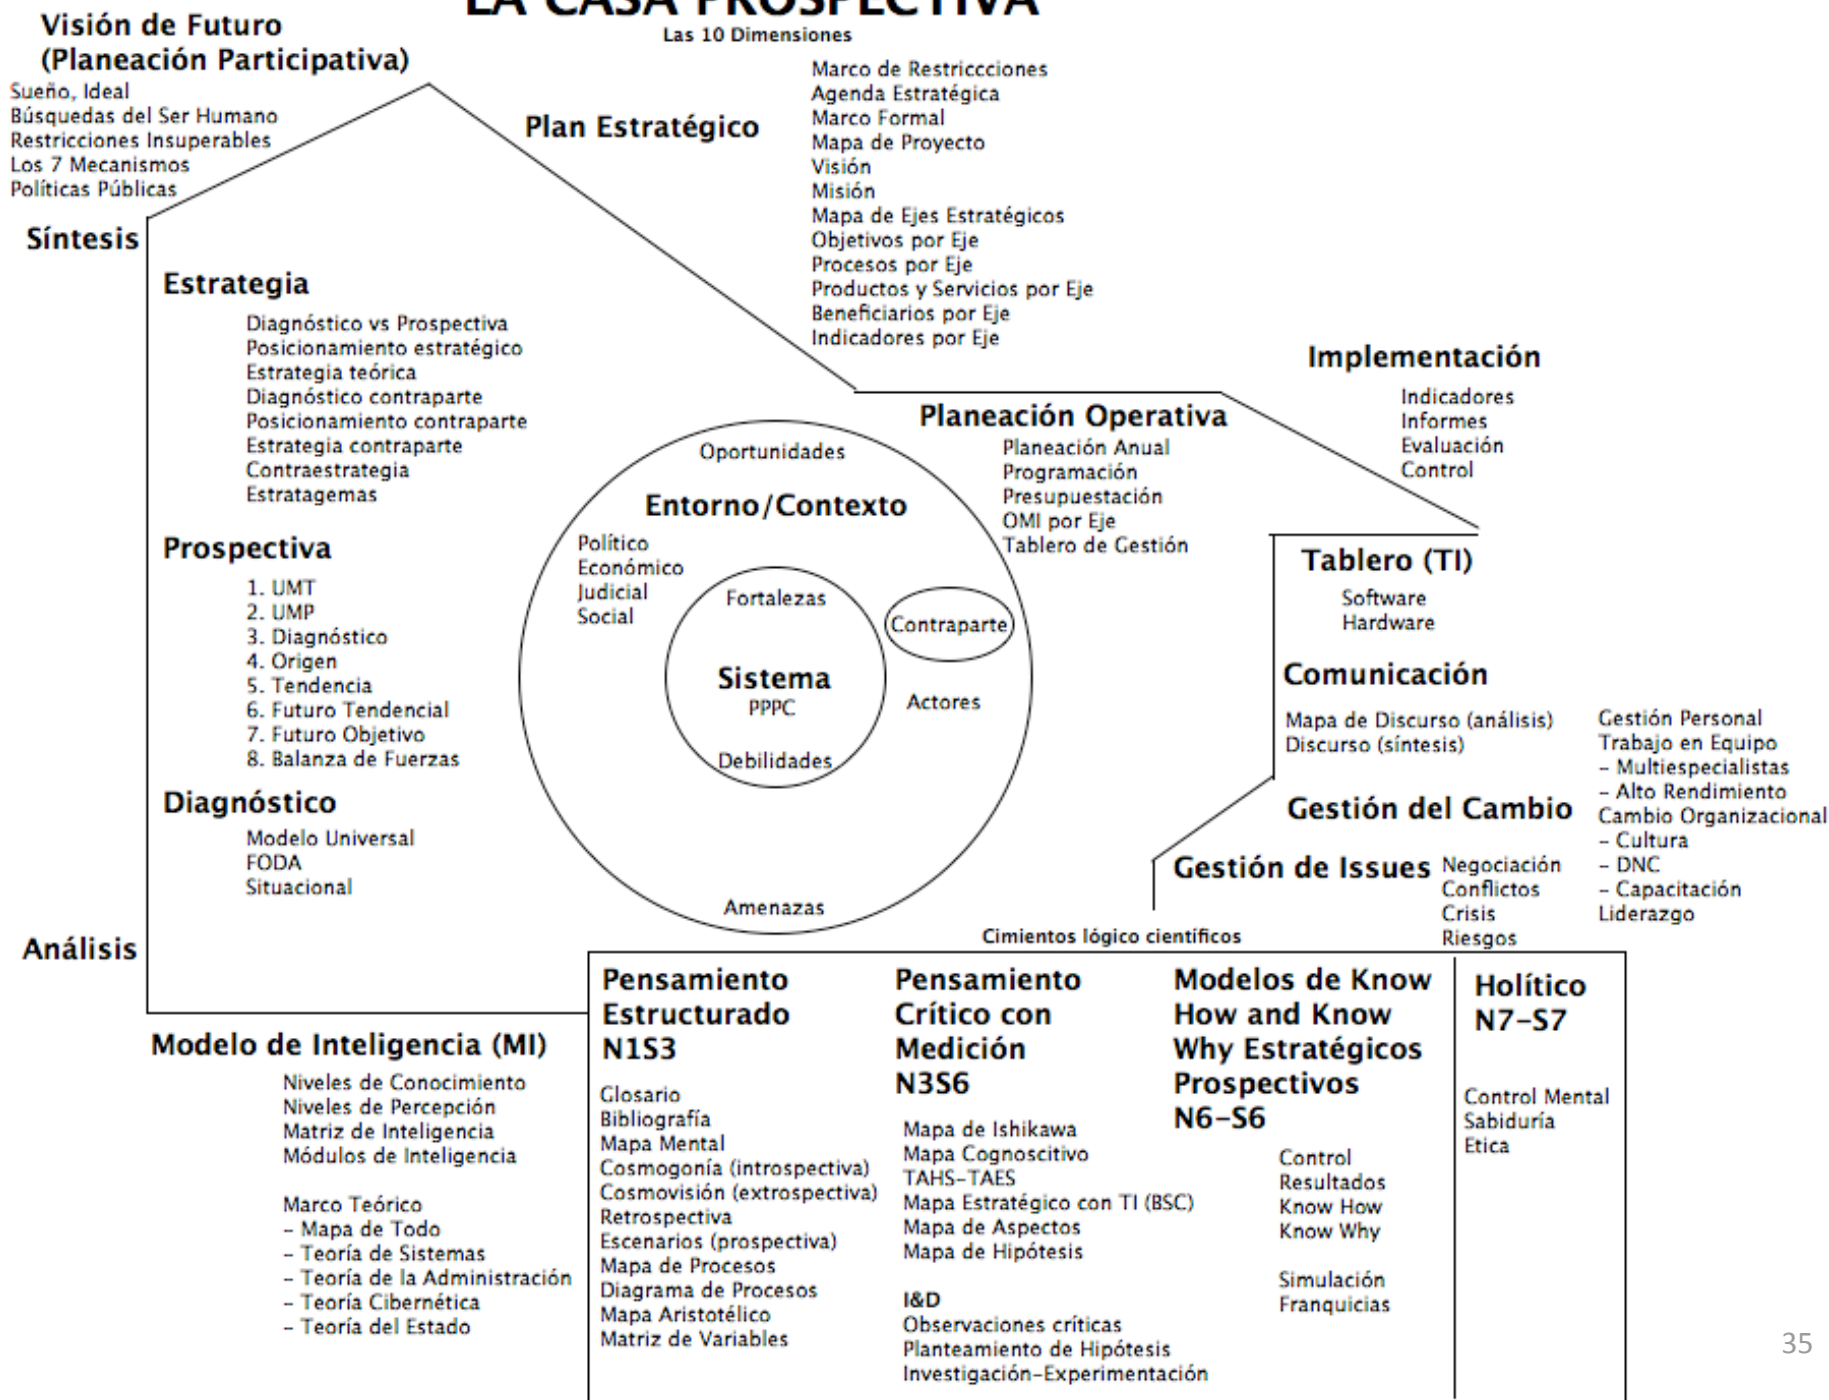 LA CASA PROSPECTIVA
Las 10 Dimensiones
Visión de Futuro
(Planeación Participativa)
Sueño, Ideal
Búsquedas del Ser Humano
Restricciones Insuperables
Los 7 Mecanismos
Políticas Públicas
Plan Estratégico
Marco de Restriccciones
Agenda Estratégica
Marco Formal
Mapa de Proyecto
Visión
Misión
Mapa de Ejes Estratégicos
Objetivos por Eje
Procesos por Eje
Productos y Servicios por Eje
Beneficiarios por Eje
Indicadores por Eje
Síntesis
Estrategia
Diagnóstico vs Prospectiva
Posicionamiento estratégico
Estrategia teórica
Diagnóstico contraparte
Posicionamiento contraparte
Estrategia contraparte
Contraestrategia
Estratagemas
Prospectiva
1. UMT
2. UMP
3. Diagnóstico
4. Origen
5. Tendencia
6. Futuro Tendencial
7. Futuro Objetivo
8. Balanza de Fuerzas
Diagnóstico
Modelo Universal
FODA
Situacional
Análisis
Oportunidades
Entorno/Contexto
Político
Económico
Judicial
Social
Fortalezas
Contraparte
Sistema
PPPC
Actores
Debilidades
Amenazas
Planeación Operativa
Planeación Anual
Programación
Presupuestación
OMI por Eje
Tablero de Gestión
Implementación
Indicadores
Informes
Evaluación
Control
Tablero (TI)
Software
Hardware
Comunicación
Mapa de Discurso (análisis)
Discurso (síntesis)
Gestión del Cambio
Gestión Personal
Trabajo en Equipo
– Multiespecialistas
– Alto Rendimiento
Cambio Organizacional
– Cultura
– DNC
– Capacitación
Liderazgo
Gestión de Issues
Negociación
Conflictos
Crisis
Riesgos
Cimientos lógico científicos
Modelo de Inteligencia (MI)
Niveles de Conocimiento
Niveles de Percepción
Matriz de Inteligencia
Módulos de Inteligencia
Marco Teórico
– Mapa de Todo
– Teoría de Sistemas
– Teoría de la Administración
– Teoría Cibernética
– Teoría del Estado
Pensamiento
Estructurado
N1S3
Glosario
Bibliografía
Mapa Mental
Cosmogonía (introspectiva)
Cosmovisión (extrospectiva)
Retrospectiva
Escenarios (prospectiva)
Mapa de Procesos
Diagrama de Procesos
Mapa Aristotélico
Matriz de Variables
Pensamiento
Crítico con
Medición
N3S6
Mapa de Ishikawa
Mapa Cognoscitivo
TAHS–TAES
Mapa Estratégico con TI (BSC)
Mapa de Aspectos
Mapa de Hipótesis
I&D
Observaciones críticas
Planteamiento de Hipótesis
Investigación–Experimentación
Modelos de Know
How and Know
Why Estratégicos
Prospectivos
N6–S6
Control
Resultados
Know How
Know Why
Simulación
Franquicias
Holítico
N7–S7
Control Mental
Sabiduría
Etica
35